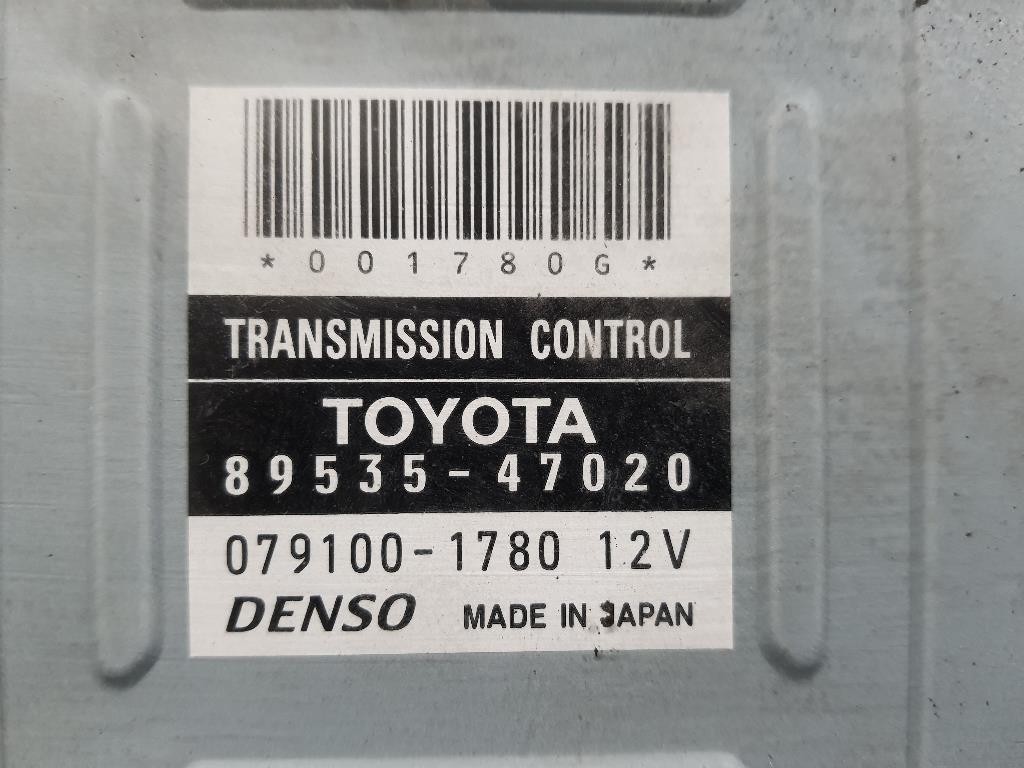 *001780G*
TRANSMISSION CONTROL
TOYOTA
89535-47020
079100-1780 12V
DENSO MADE IN JAPAN